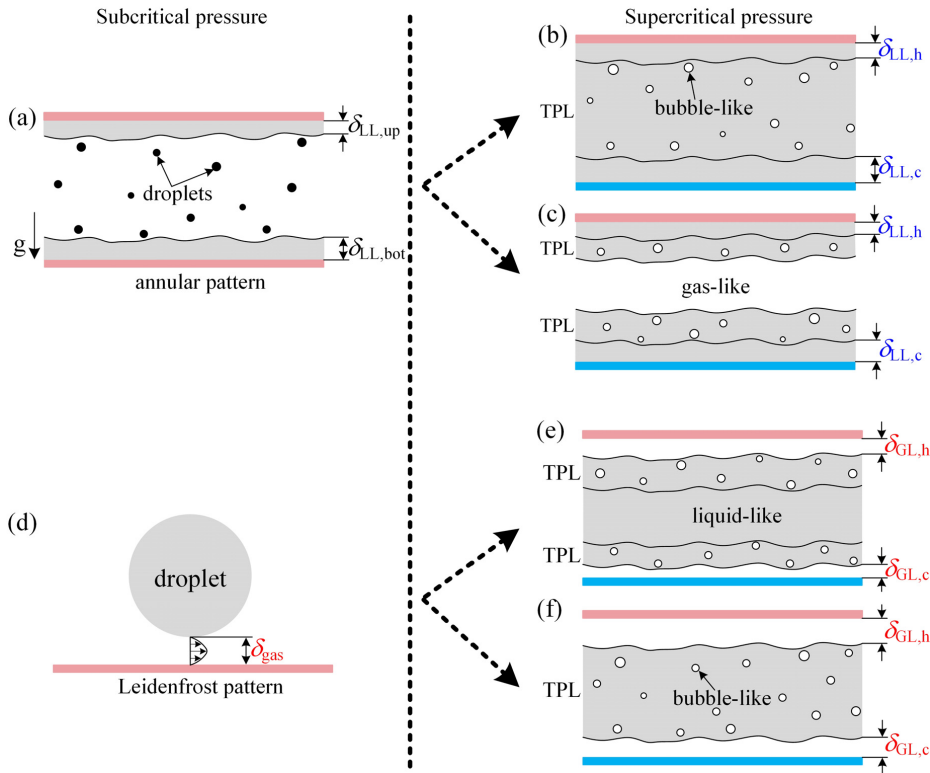 Subcritical pressure
Supercritical pressure
(a)
δLL,up
droplets
g
δLL,bot
annular pattern
(b)
δLL,h
TPL
bubble-like
δLL,c
(c)
δLL,h
TPL
gas-like
TPL
δLL,c
(d)
droplet
δgas
Leidenfrost pattern
(e)
δGL,h
TPL
liquid-like
TPL
δGL,c
(f)
δGL,h
TPL
bubble-like
δGL,c